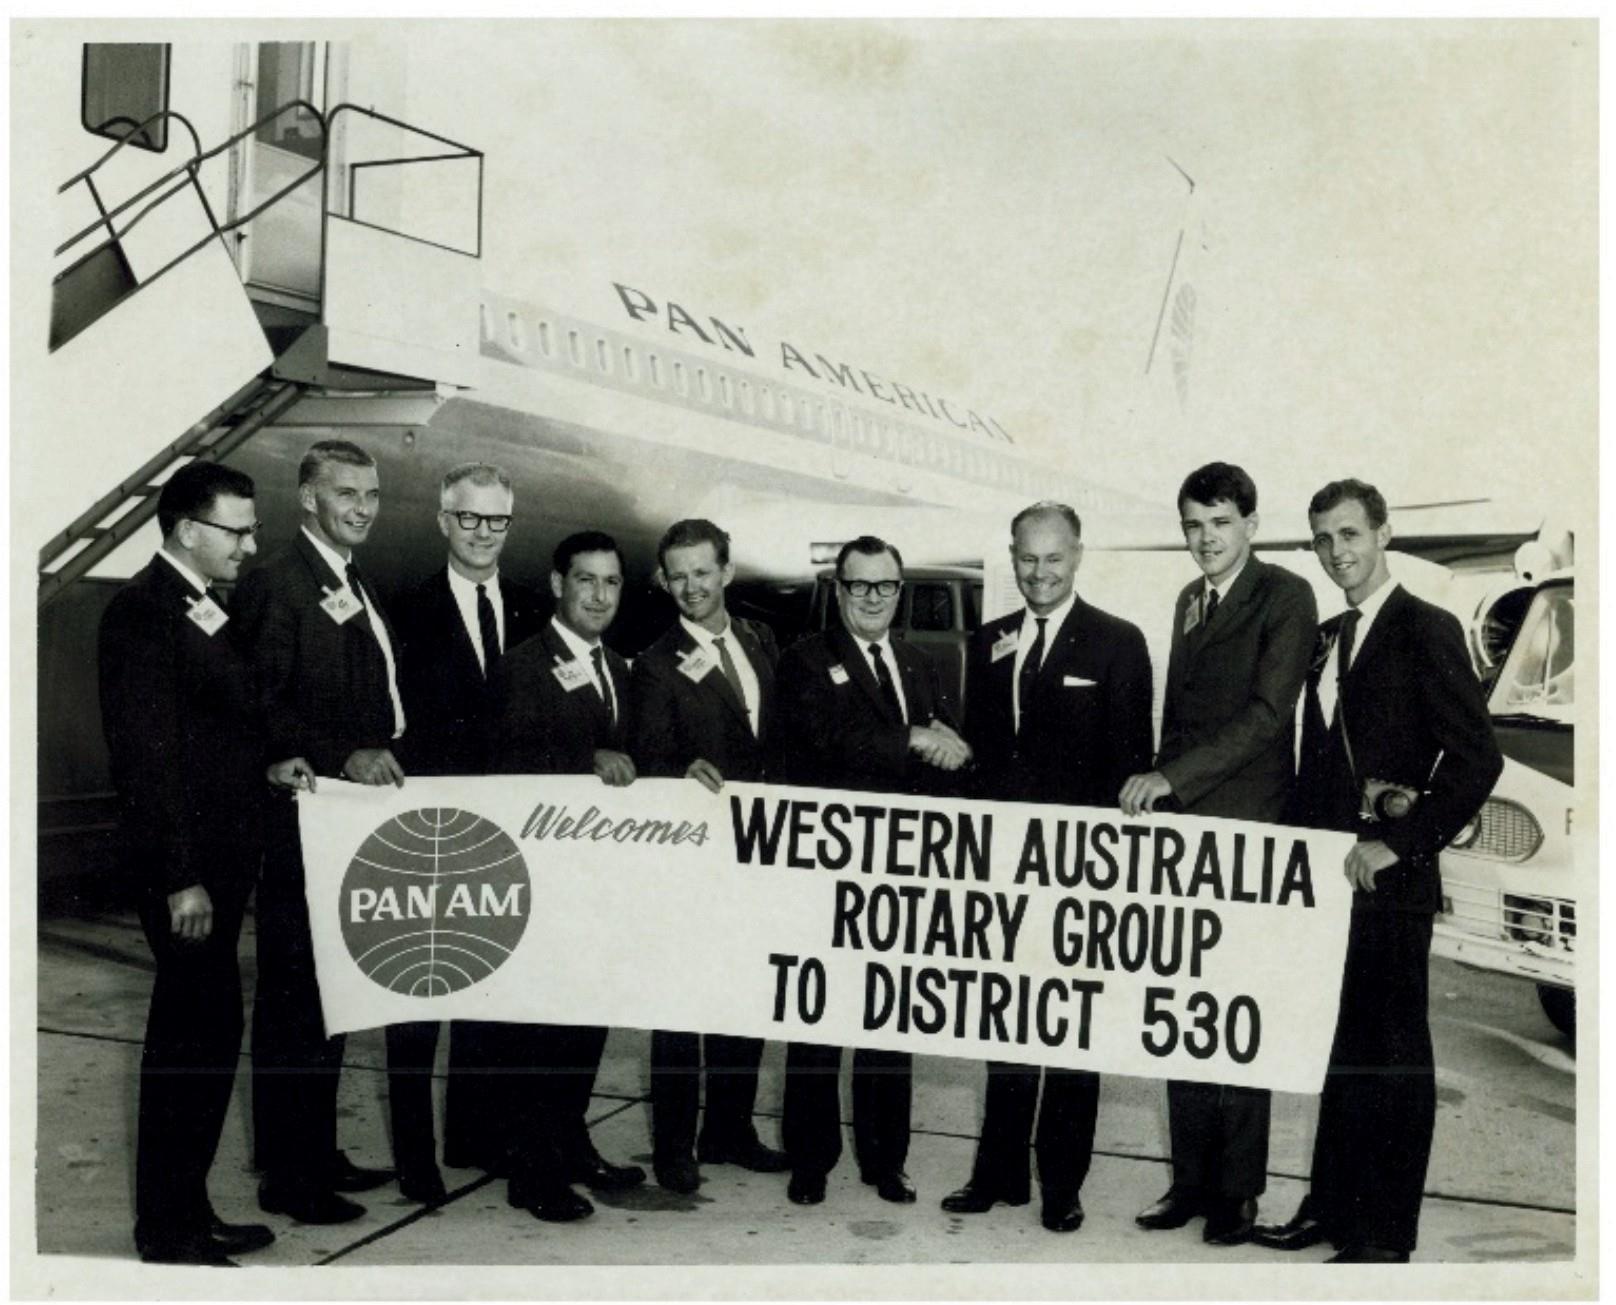 PAN AMERICAN
Welcomes
WESTERN AUSTRALIA
PAN AM
ROTARY GROUP
TO DISTRICT 530